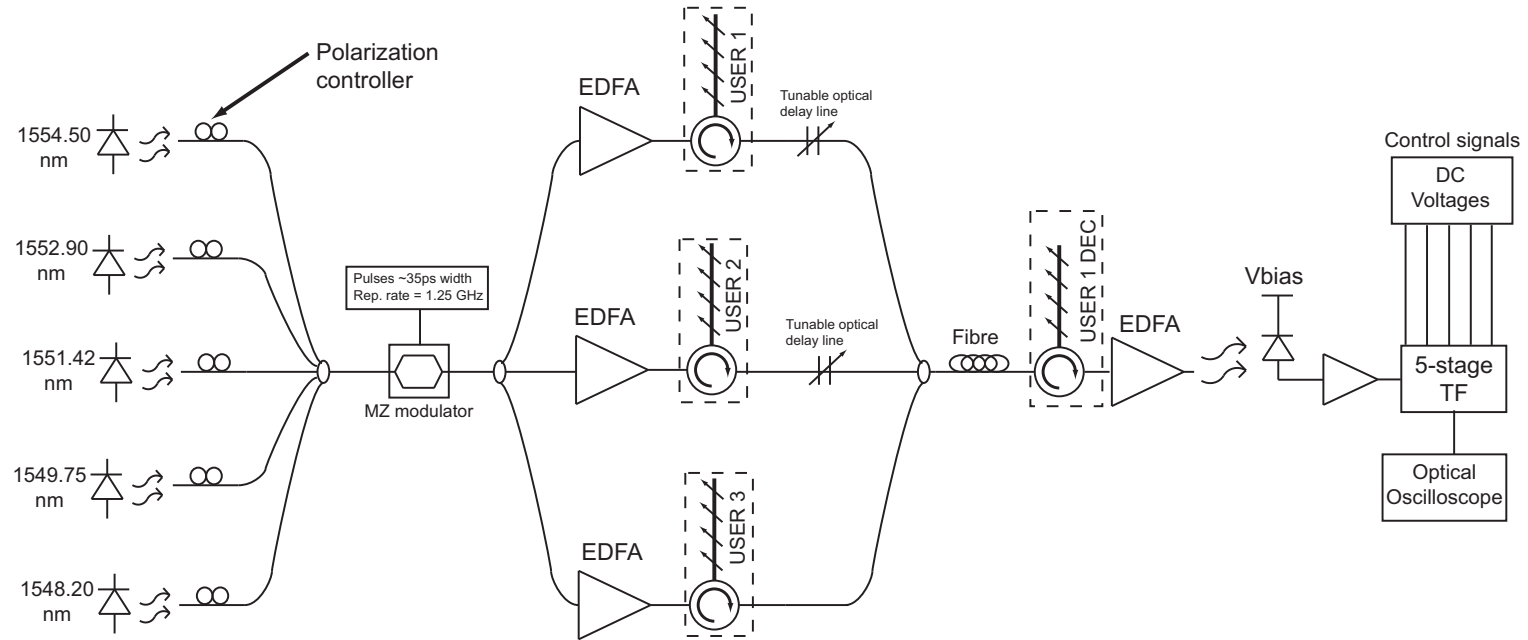 Polarization
controller
1554.50
nm
1552.90
nm
1551.42
nm
1549.75
nm
1548.20
nm
Pulses ~35ps width
Rep. rate = 1.25 GHz
MZ modulator
EDFA
USER 1
Tunable optical
delay line
EDFA
USER 2
Tunable optical
delay line
EDFA
USER 3
Fibre
USER 1 DEC
EDFA
Vbias
Control signals
DC
Voltages
5-stage
TF
Optical
Oscilloscope